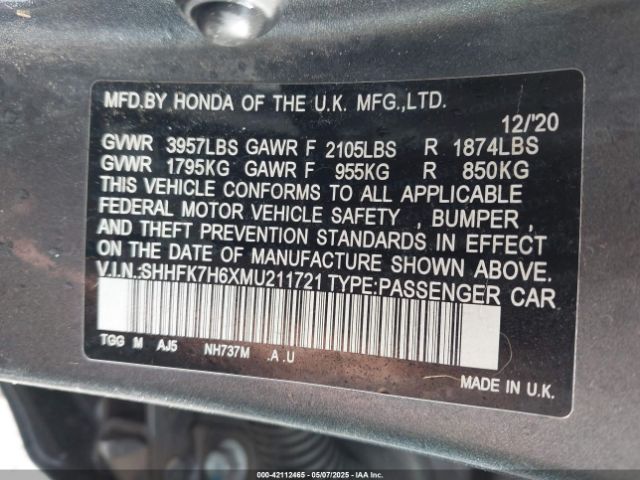 MFD.BY HONDA OF THE U.K. MFG.,LTD.
12/'20
GVWR 3957LBS GAWR F 2105LBS R 1874LBS
GVWR 1795KG GAWR F 955KG R 850KG
THIS VEHICLE CONFORMS TO ALL APPLICABLE
FEDERAL MOTOR VEHICLE SAFETY , BUMPER ,
AND THEFT PREVENTION STANDARDS IN EFFECT
ON THE DATE OF MANUFACTURE SHOWN ABOVE.
V.I.N.:SHHFK7H6XMU211721 TYPE:PASSENGER CAR
TGG M AJ5 NH737M .A .U
MADE IN U.K.
000-42112465 - 05/07/2025 - IAAI.COM